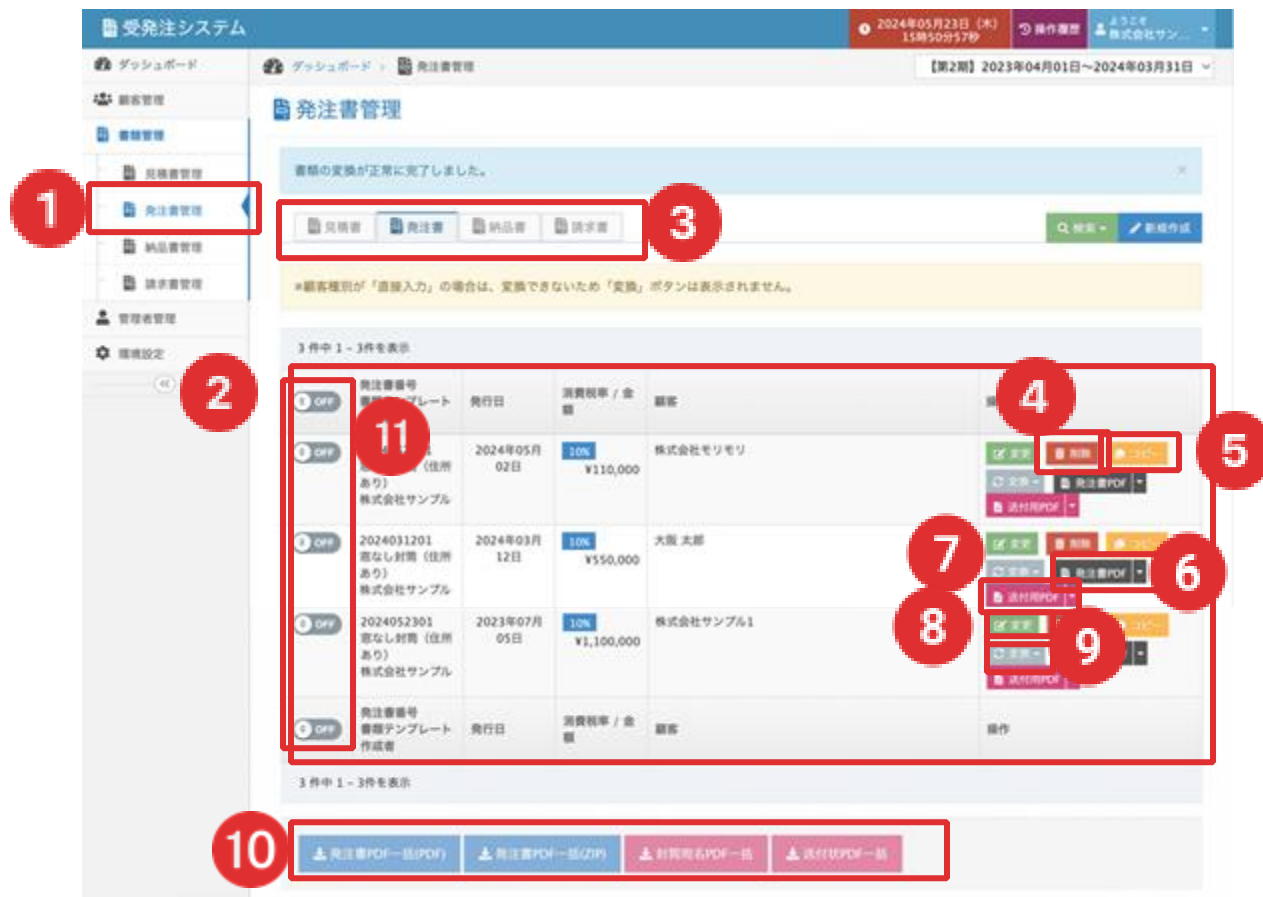 受発注システム
2024年05月23日（木）
15時50分57秒
操作履歴
ようこそ
株式会社サン...
ダッシュボード
ダッシュボード
発注書管理
【第2期】2023年04月01日～2024年03月31日
顧客管理
発注書管理
書類管理
見積書管理
書類の変換が正常に完了しました。
×
1
発注書管理
3
見積書
発注書
納品書
請求書
検索
新規作成
納品書管理
請求書管理
※顧客種別が「直接入力」の場合は、変換できないため「変換」ボタンは表示されません。
管理者管理
環境設定
3 件中 1 - 3件を表示
2
OFF
発注書番号
発行日
消費税率 / 金額
顧客
4
11
5
OFF
2024年05月02日
10%
¥110,000
株式会社モリモリ
変更
削除
コピー
（住所あり）
株式会社サンプル
変換
発注書PDF
送付用PDF
OFF
2024031201
窓なし封筒（住所あり）
株式会社サンプル
2024年03月12日
10%
¥550,000
大阪 太郎
7
変更
削除
コピー
変換
発注書PDF
6
送付用PDF
OFF
2024052301
窓なし封筒（住所あり）
株式会社サンプル
2023年07月05日
10%
¥1,100,000
株式会社サンプル1
8
変更
コピー
変換
9
送付用PDF
OFF
発注書番号
書類テンプレート
作成者
発行日
消費税率 / 金額
顧客
操作
3 件中 1 - 3件を表示
10
発注書PDF一括(PDF)
発注書PDF一括(ZIP)
封筒宛名PDF一括
送付状PDF一括